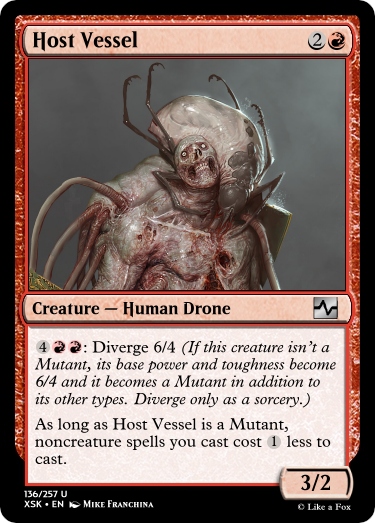 Host Vessel 2
4: Diverge 6/4 (If this creature isn't a
Mutant, its base power and toughness become
6/4 and it becomes a Mutant in addition to
its other types. Diverge only as a sorcery.)
As long as Host Vessel is a Mutant,
noncreature spells you cast cost 1 less to
cast.
Creature — Human Drone
3/2
136/257 U
XSK • EN Mike Franchina
© Like a Fox